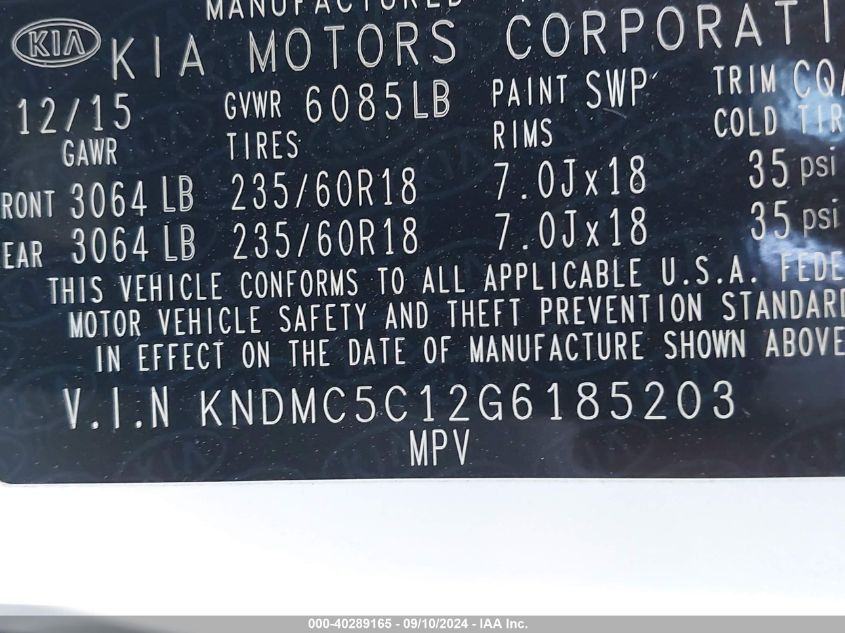 MANUFACTURED
KIA KIA MOTORS CORPORATI
12/15 GVWR 6085LB PAINT SWP TRIM CQA
GAWR TIRES RIMS COLD TIR
RONT 3064 LB 235/60R18 7.0Jx18 35 psi
EAR 3064 LB 235/60R18 7.0Jx18 35 psi
THIS VEHICLE CONFORMS TO ALL APPLICABLE U.S.A. FEDE
MOTOR VEHICLE SAFETY AND THEFT PREVENTION STANDARD
IN EFFECT ON THE DATE OF MANUFACTURE SHOWN ABOVE
V.I.N KNDMC5C12G6185203
MPV
000-40289165 - 09/10/2024 - IAA Inc.